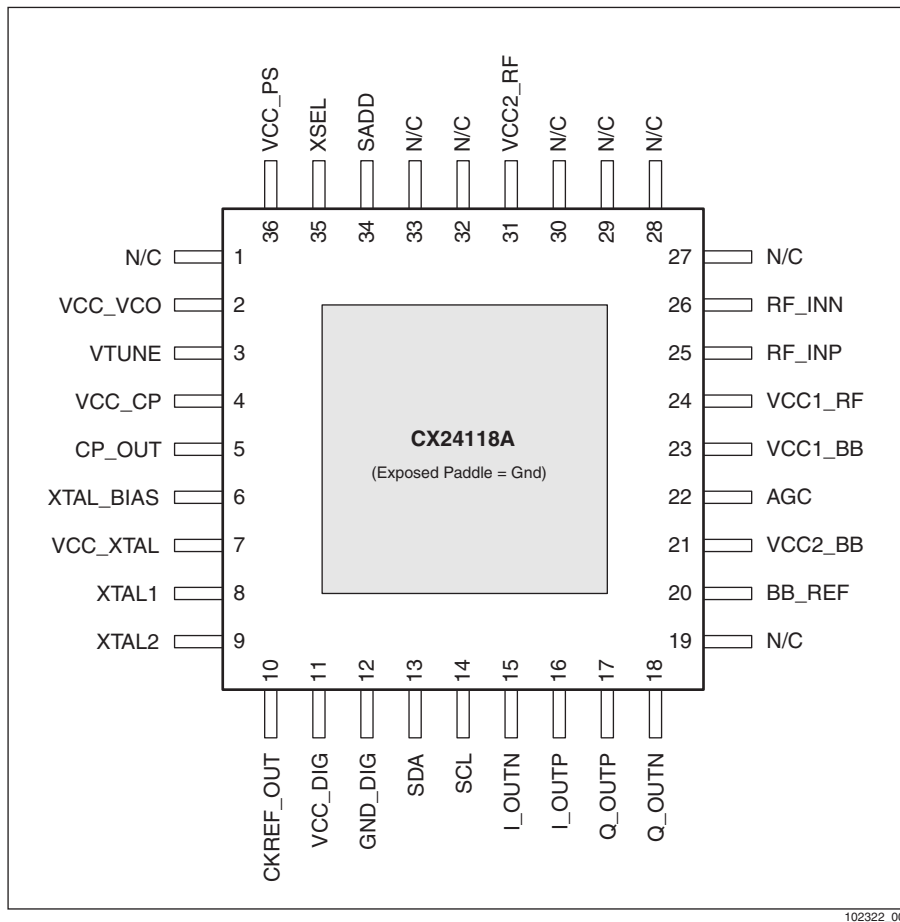 VCC_PS
XSEL
SADD
N/C
N/C
VCC2_RF
N/C
N/C
N/C
36
35
34
33
32
31
30
29
28
N/C 1
VCC_VCO 2
VTUNE 3
VCC_CP 4
CP_OUT 5
XTAL_BIAS 6
VCC_XTAL 7
XTAL1 8
XTAL2 9
CX24118A
(Exposed Paddle = Gnd)
27 N/C
26 RF_INN
25 RF_INP
24 VCC1_RF
23 VCC1_BB
22 AGC
21 VCC2_BB
20 BB_REF
19 N/C
10
11
12
13
14
15
16
17
18
CKREF_OUT
VCC_DIG
GND_DIG
SDA
SCL
I_OUTN
I_OUTP
Q_OUTP
Q_OUTN